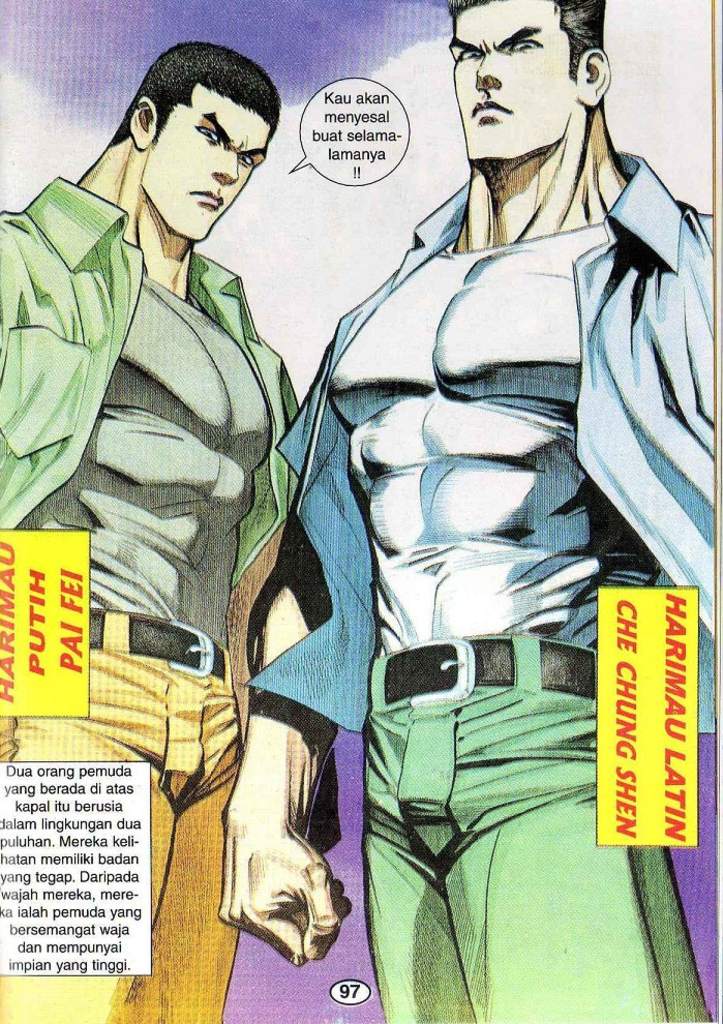 Kau akan
menyesal
buat selama-
lamanya
!!
HARIMAU
PUTIH
PAI FEI
HARIMAU LATIN
CHE CHUNG SHEN
Dua orang pemuda
yang berada di atas
kapal itu berusia
dalam lingkungan dua
puluhan. Mereka keli-
hatan memiliki badan
yang tegap. Daripada
wajah mereka, mere-
ka ialah pemuda yang
bersemangat waja
dan mempunyai
impian yang tinggi.
97